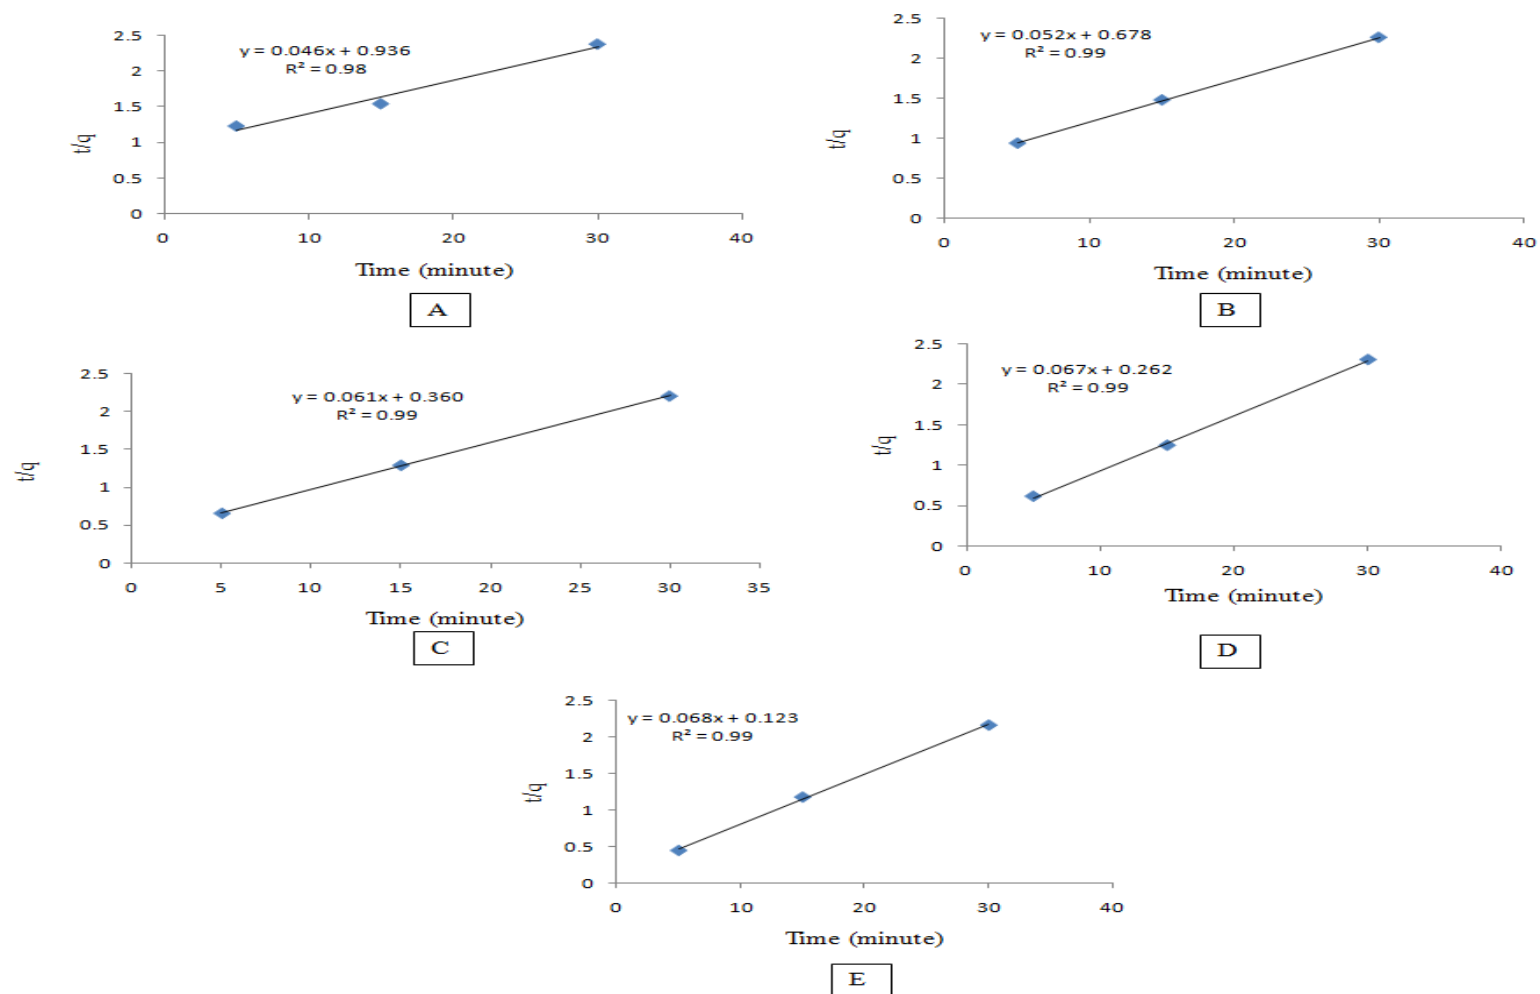 y = 0.046x + 0.936
R² = 0.98
2.5
2
1.5
1
0.5
0
t/q
0 10 20 30 40
Time (minute)
A
y = 0.052x + 0.678
R² = 0.99
2.5
2
1.5
1
0.5
0
t/q
0 10 20 30 40
Time (minute)
B
y = 0.061x + 0.360
R² = 0.99
2.5
2
1.5
1
0.5
0
t/q
0 5 10 15 20 25 30 35
Time (minute)
C
y = 0.067x + 0.262
R² = 0.99
2.5
2
1.5
1
0.5
0
t/q
0 10 20 30 40
Time (minute)
D
y = 0.068x + 0.123
R² = 0.99
2.5
2
1.5
1
0.5
0
t/q
0 10 20 30 40
Time (minute)
E